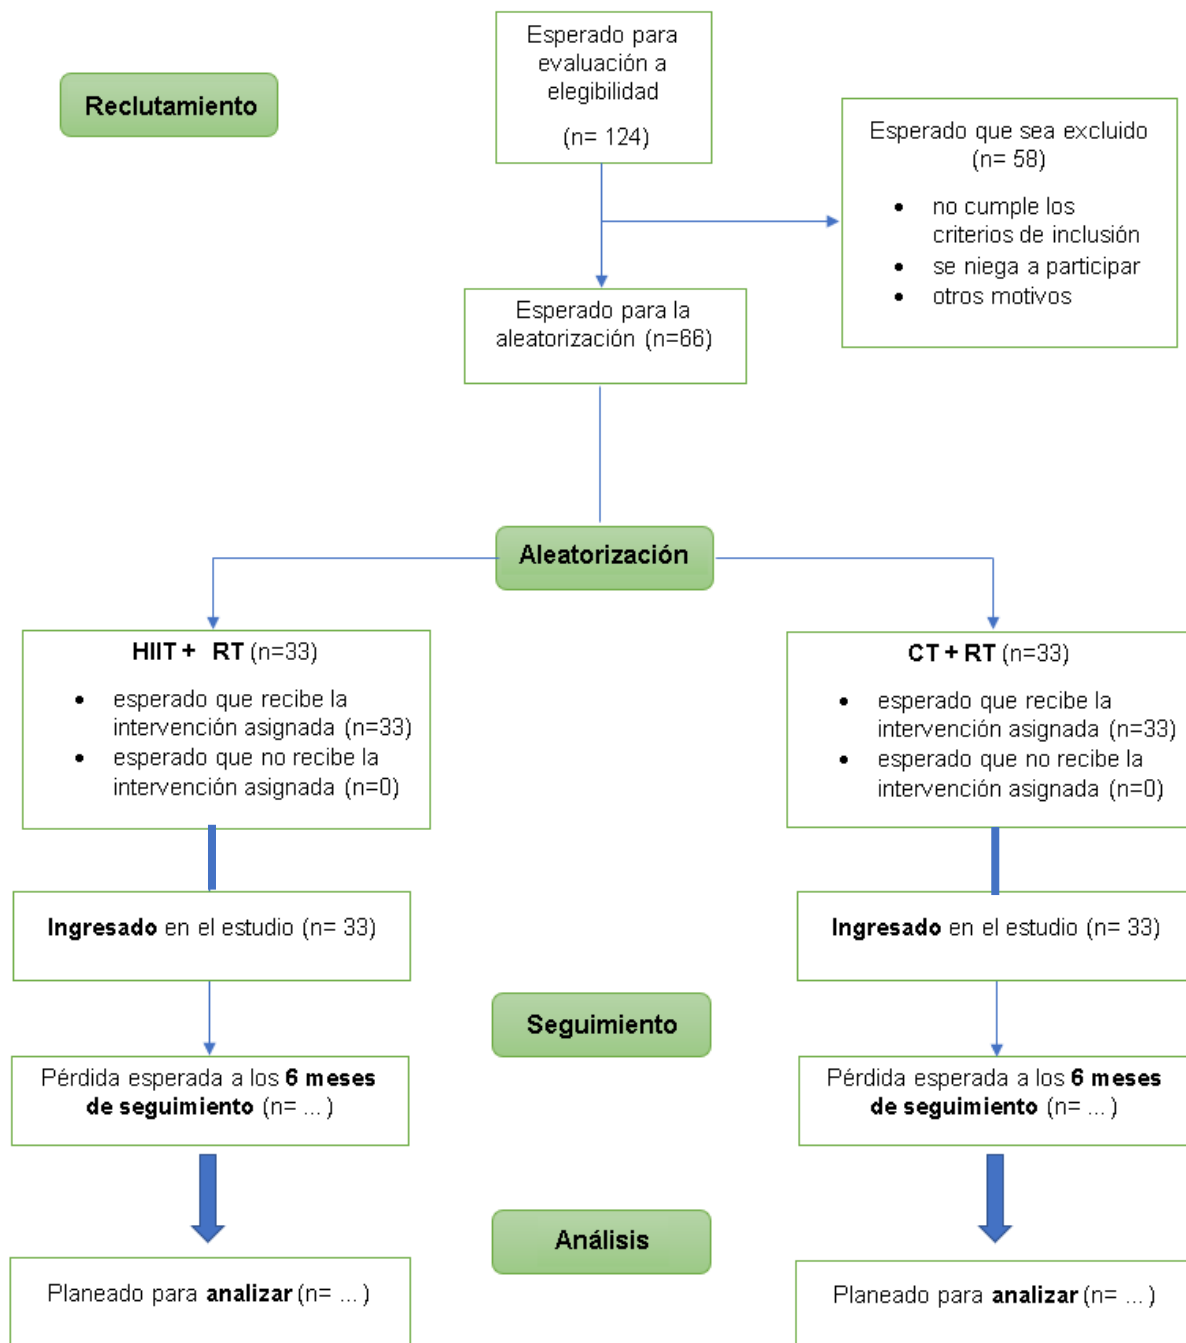 Esperado para
evaluación a
elegibilidad
(n= 124)
Reclutamiento
Esperado que sea excluido
(n= 58)
• no cumple los
criterios de inclusión
• se niega a participar
• otros motivos
Esperado para la
aleatorización (n=66)
Aleatorización
HIIT + RT (n=33)
• esperado que recibe la
intervención asignada (n=33)
• esperado que no recibe la
intervención asignada (n=0)
CT + RT (n=33)
• esperado que recibe la
intervención asignada (n=33)
• esperado que no recibe la
intervención asignada (n=0)
Ingresado en el estudio (n= 33)
Ingresado en el estudio (n= 33)
Seguimiento
Pérdida esperada a los 6 meses
de seguimiento (n= ... )
Pérdida esperada a los 6 meses
de seguimiento (n= ... )
Análisis
Planeado para analizar (n= ... )
Planeado para analizar (n= ... )